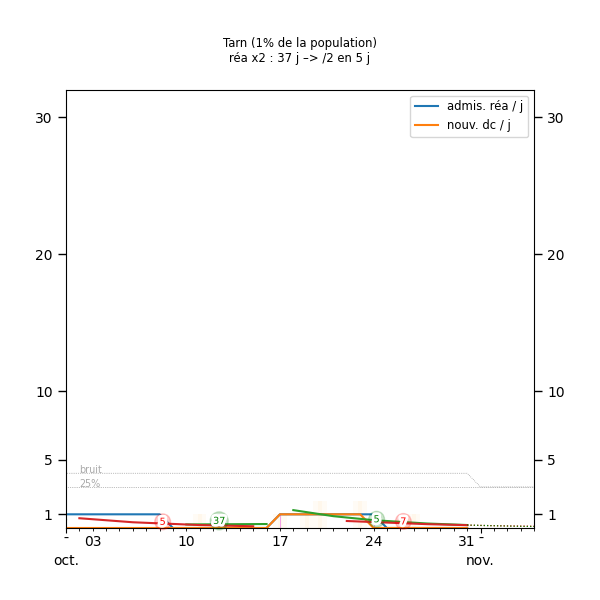 Tarn (1% de la population)
réa x2 : 37 j –> /2 en 5 j
admis. réa / j
nouv. dc / j
30 30
20 20
10 10
5 5
bruit
25%
1 1
5 37 5 7
- 03 10 17 24 31 -
oct. nov.